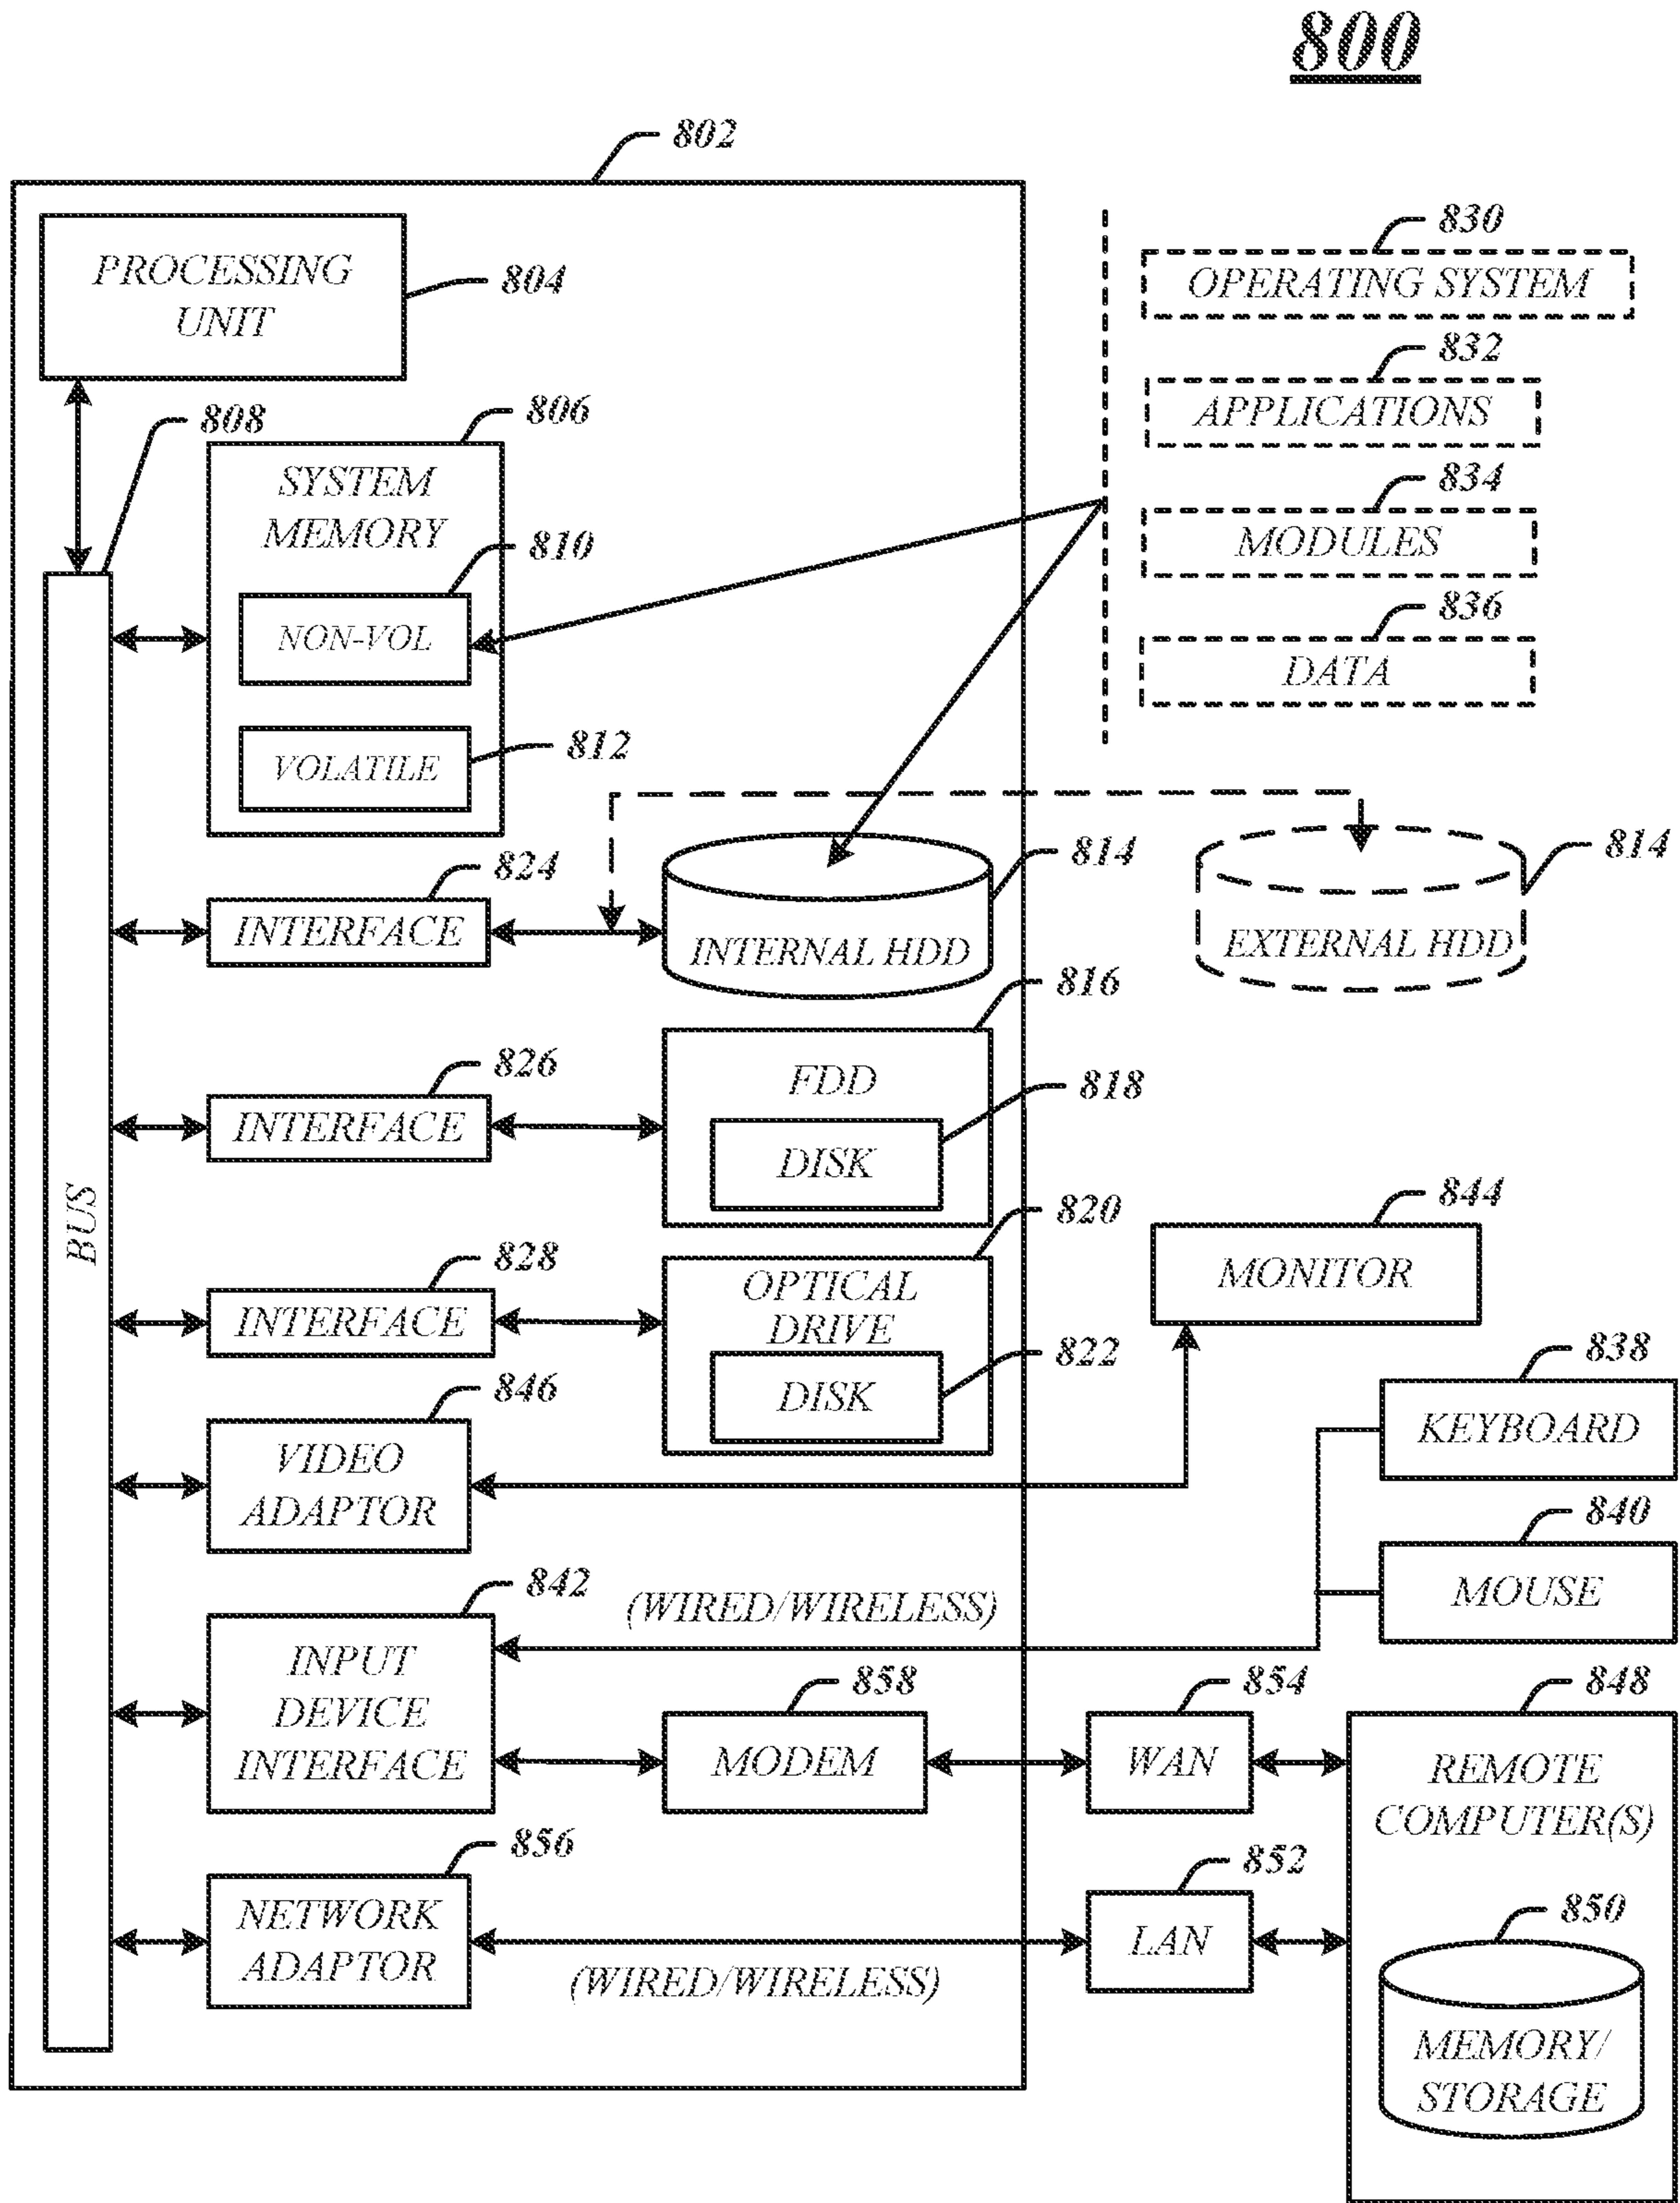 800
802
PROCESSING
UNIT
804
830
OPERATING SYSTEM
832
APPLICATIONS
834
MODULES
836
DATA
808
806
SYSTEM
MEMORY
810
NON-VOL
812
VOLATILE
824
INTERFACE
814
INTERNAL HDD
814
EXTERNAL HDD
826
INTERFACE
816
FDD
818
DISK
BUS
828
INTERFACE
820
OPTICAL
DRIVE
822
DISK
844
MONITOR
846
VIDEO
ADAPTOR
838
KEYBOARD
840
MOUSE
842
INPUT
DEVICE
INTERFACE
(WIRED/WIRELESS)
858
MODEM
854
WAN
848
REMOTE
COMPUTER(S)
856
NETWORK
ADAPTOR
(WIRED/WIRELESS)
852
LAN
850
MEMORY/
STORAGE